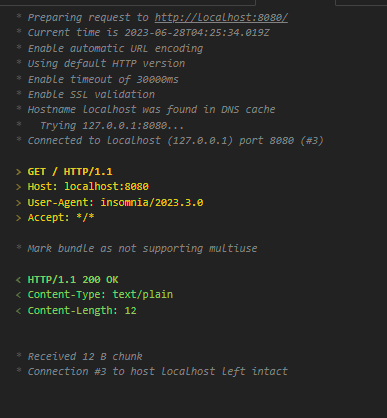 * Preparing request to http://localhost:8080/
* Current time is 2023-06-28T04:25:34.019Z
* Enable automatic URL encoding
* Using default HTTP version
* Enable timeout of 30000ms
* Enable SSL validation
* Hostname localhost was found in DNS cache
*   Trying 127.0.0.1:8080...
* Connected to localhost (127.0.0.1) port 8080 (#3)
> GET / HTTP/1.1
> Host: localhost:8080
> User-Agent: insomnia/2023.3.0
> Accept: */*
* Mark bundle as not supporting multiuse
< HTTP/1.1 200 OK
< Content-Type: text/plain
< Content-Length: 12
* Received 12 B chunk
* Connection #3 to host localhost left intact